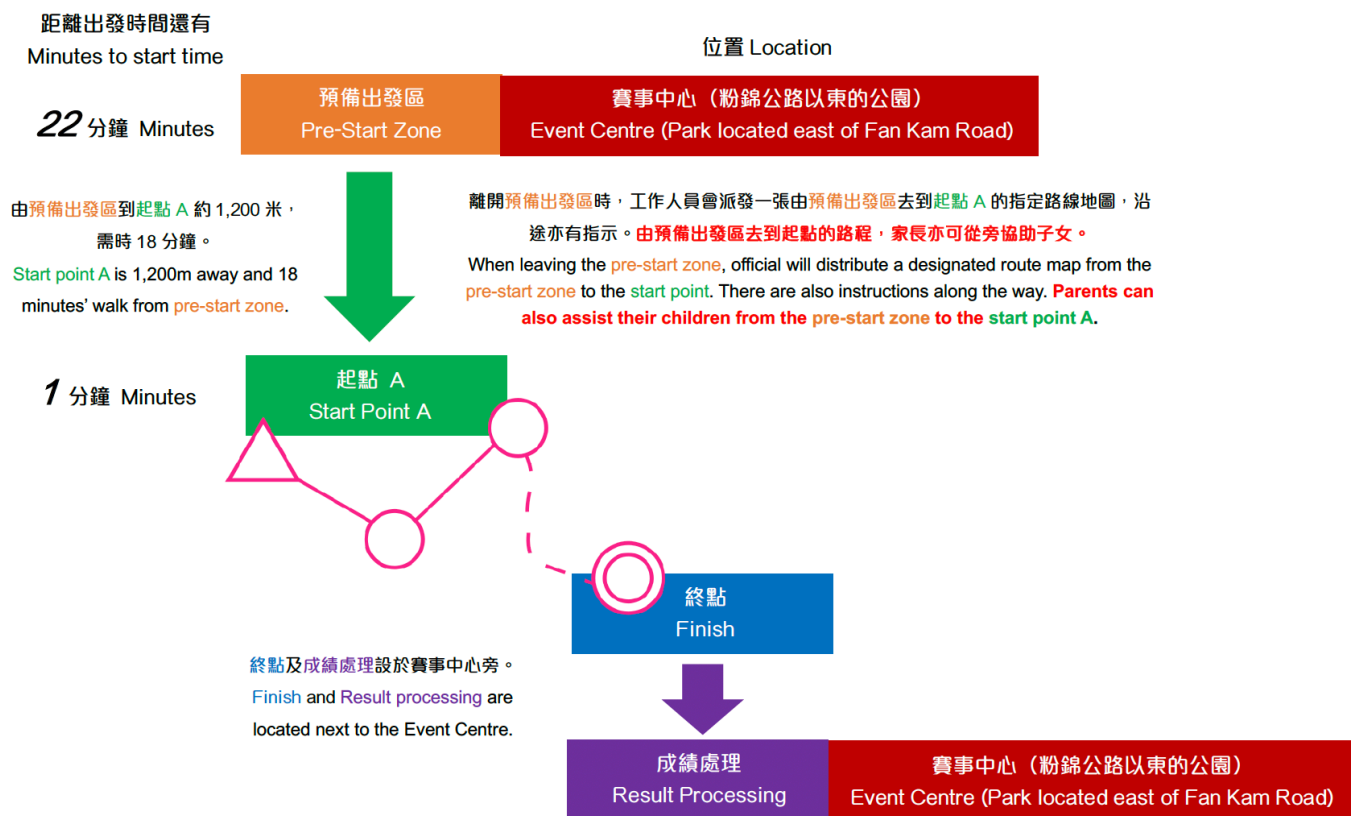 距離出發時間還有
Minutes to start time
位置 Location
22 分鐘 Minutes
預備出發區
Pre-Start Zone
賽事中心（粉錦公路以東的公園）
Event Centre (Park located east of Fan Kam Road)
由預備出發區到起點 A 約 1,200 米，
需時 18 分鐘。
Start point A is 1,200m away and 18
minutes’ walk from pre-start zone.
離開預備出發區時，工作人員會派發一張由預備出發區去到起點 A 的指定路線地圖，沿
途亦有指示。由預備出發區去到起點的路程，家長亦可從旁協助子女。
When leaving the pre-start zone, official will distribute a designated route map from the
pre-start zone to the start point. There are also instructions along the way. Parents can
also assist their children from the pre-start zone to the start point A.
1 分鐘 Minutes
起點 A
Start Point A
終點
Finish
終點及成績處理設於賽事中心旁。
Finish and Result processing are
located next to the Event Centre.
成績處理
Result Processing
賽事中心（粉錦公路以東的公園）
Event Centre (Park located east of Fan Kam Road)